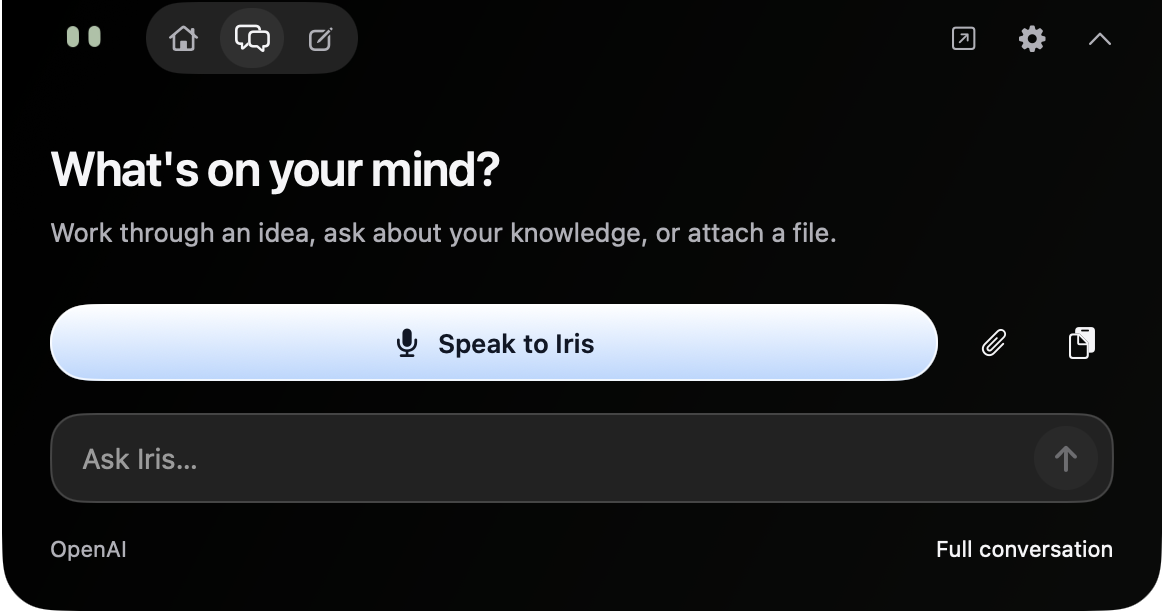 What's on your mind?
Work through an idea, ask about your knowledge, or attach a file.
Speak to Iris
Ask Iris...
OpenAI
Full conversation